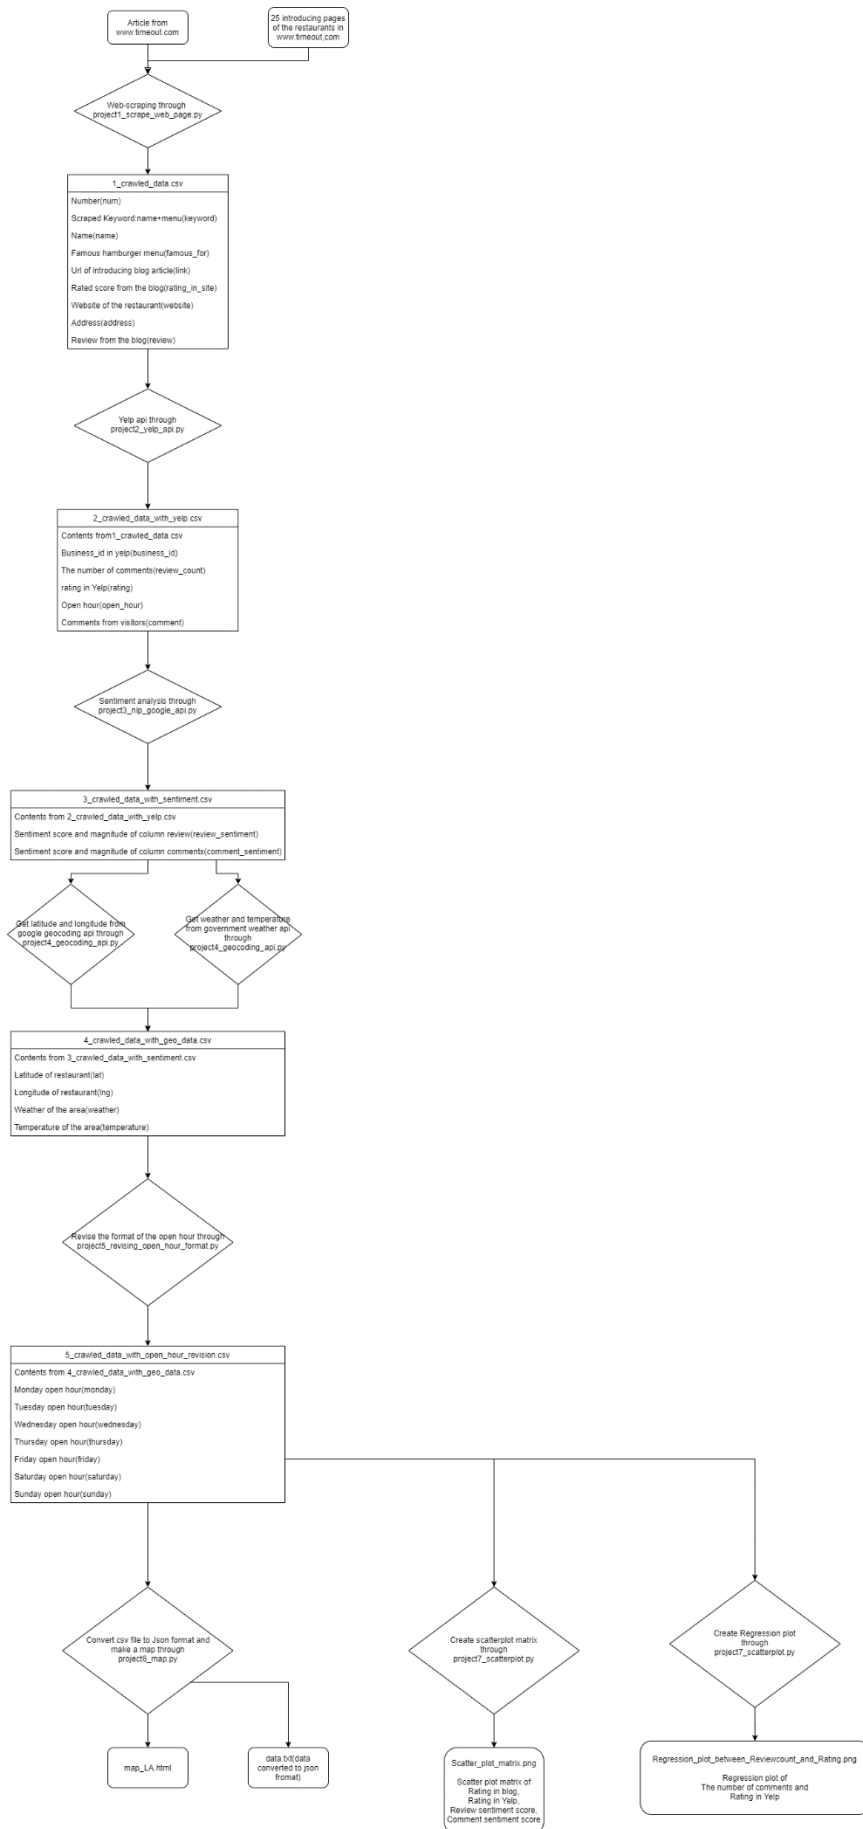 Article from
www.timeout.com
25 introducing pages
of the restaurants in
www.timeout.com
Web-scraping through
project1_scrape_web_page.py
1_crawled_data.csv
Number(num)
Scraped Keyword:name+menu(keyword)
Name(name)
Famous hamburger menu(famous_for)
Url of introducing blog article(link)
Rated score from the blog(rating_in_site)
Website of the restaurant(website)
Address(address)
Review from the blog(review)
Yelp api through
project2_yelp_api.py
2_crawled_data_with_yelp.csv
Contents from1_crawled_data.csv
Business_id in yelp(business_id)
The number of comments(review_count)
rating in Yelp(rating)
Open hour(open_hour)
Comments from visitors(comment)
Sentiment analysis through
project3_nlp_google_api.py
3_crawled_data_with_sentiment.csv
Contents from 2_crawled_data_with_yelp.csv
Sentiment score and magnitude of column review(review_sentiment)
Sentiment score and magnitude of column comments(comment_sentiment)
Get latitude and longitude from
google geocoding api through
project4_geocoding_api.py
Get weather and temperature
from government weather api
through
project4_geocoding_api.py
4_crawled_data_with_geo_data.csv
Contents from 3_crawled_data_with_sentiment.csv
Latitude of restaurant(lat)
Longitude of restaurant(lng)
Weather of the area(weather)
Temperature of the area(temperature)
Revise the format of the open hour through
project5_revising_open_hour_format.py
5_crawled_data_with_open_hour_revision.csv
Contents from 4_crawled_data_with_geo_data.csv
Monday open hour(monday)
Tuesday open hour(tuesday)
Wednesday open hour(wednesday)
Thursday open hour(thursday)
Friday open hour(friday)
Saturday open hour(saturday)
Sunday open hour(sunday)
Convert csv file to Json format and
make a map through
project6_map.py
Create scatterplot matrix
through
project7_scatterplot.py
Create Regression plot
through
project7_scatterplot.py
map_LA.html
data.txt(data
converted to json
fromat)
Scatter_plot_matrix.png
Scatter plot matrix of
Rating in blog,
Rating in Yelp,
Review sentiment score,
Comment sentiment score
Regression_plot_between_Reviewcount_and_Rating.png
Regression plot of
The number of comments and
Rating in Yelp